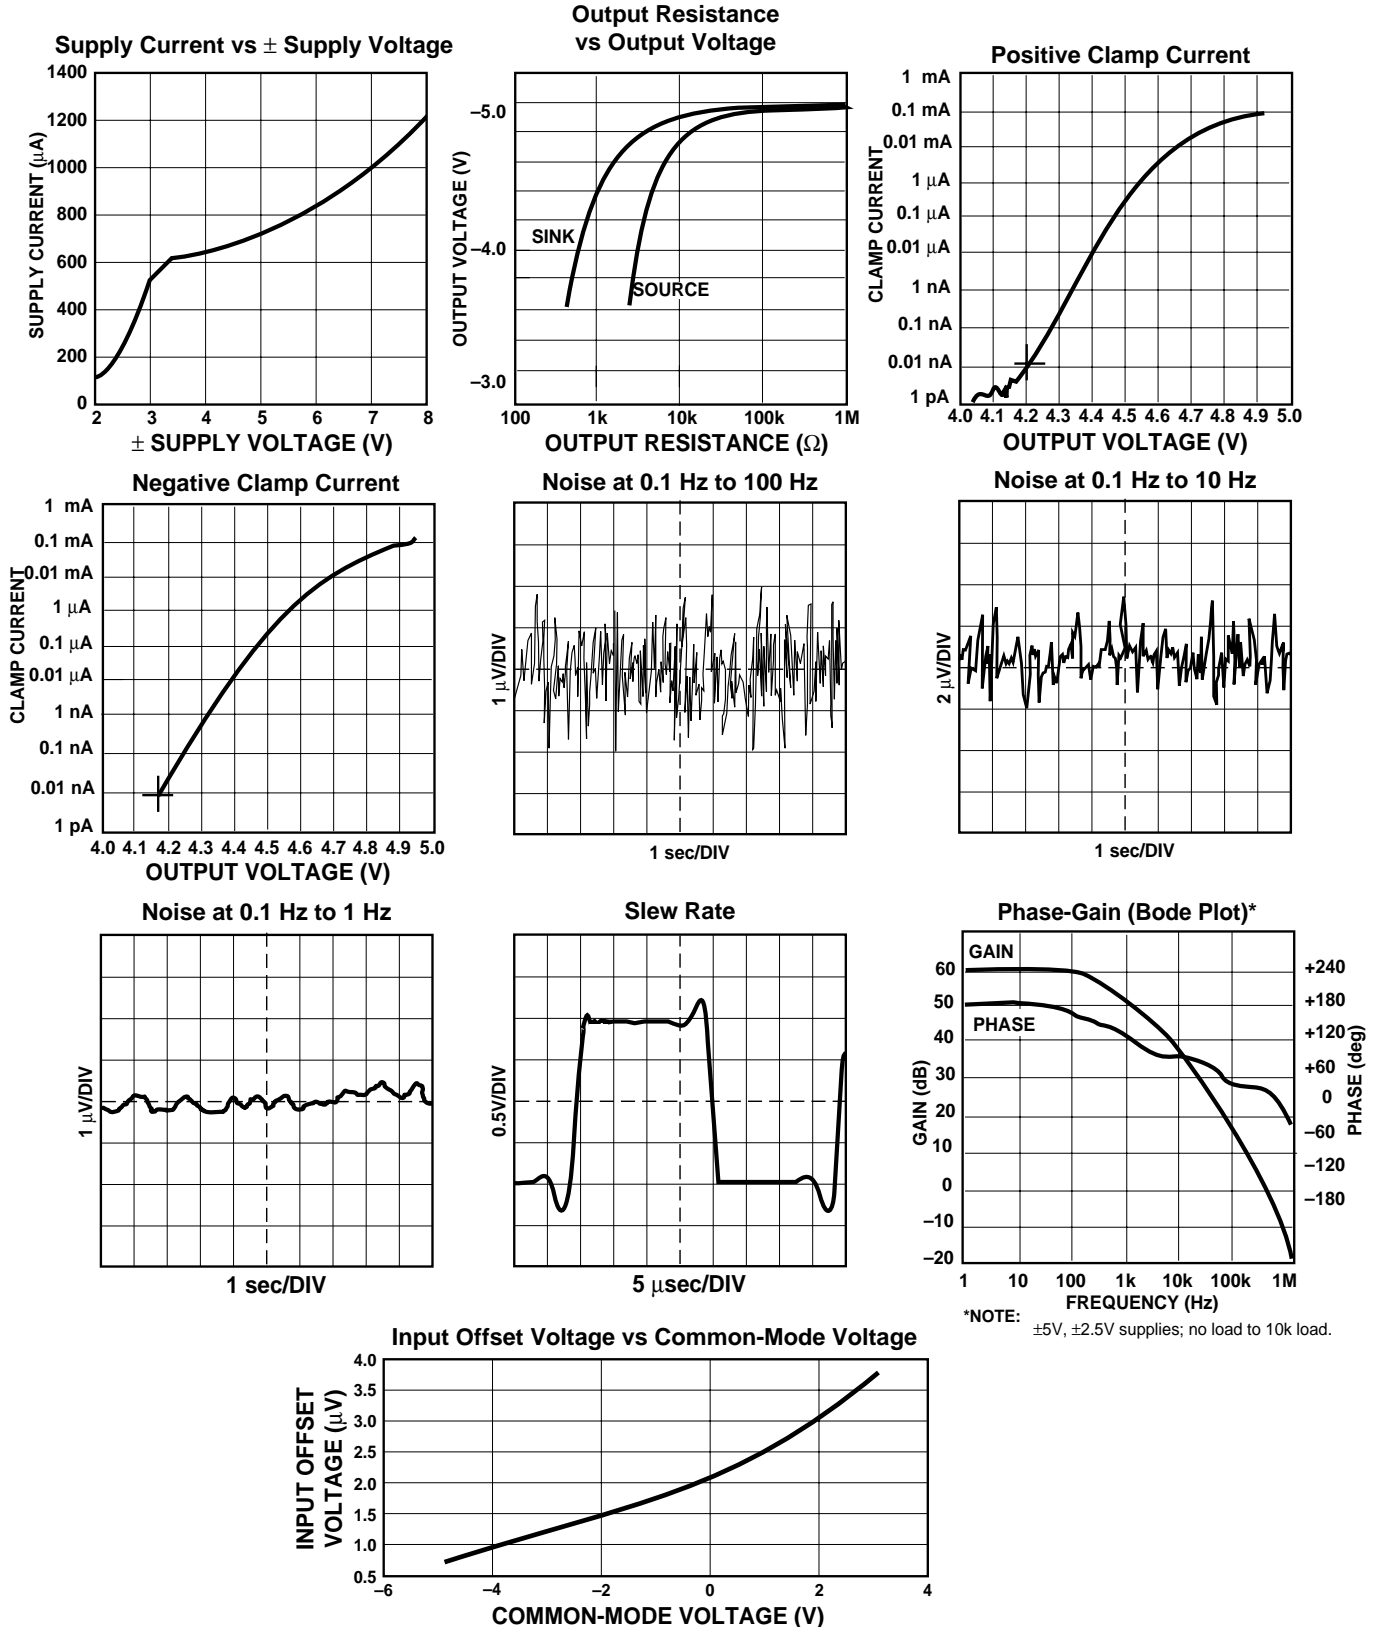 Supply Current vs ± Supply Voltage
1400
1200
1000
800
600
400
200
0
SUPPLY CURRENT (μA)
2 3 4 5 6 7 8
± SUPPLY VOLTAGE (V)
Output Resistance
vs Output Voltage
–5.0
–4.0
–3.0
OUTPUT VOLTAGE (V)
SINK
SOURCE
100 1k 10k 100k 1M
OUTPUT RESISTANCE (Ω)
Positive Clamp Current
1 mA
0.1 mA
0.01 mA
1 μA
0.1 μA
0.01 μA
1 nA
0.1 nA
0.01 nA
1 pA
CLAMP CURRENT
4.0 4.1 4.2 4.3 4.4 4.5 4.6 4.7 4.8 4.9 5.0
OUTPUT VOLTAGE (V)
Negative Clamp Current
1 mA
0.1 mA
0.01 mA
1 μA
0.1 μA
0.01 μA
1 nA
0.1 nA
0.01 nA
1 pA
CLAMP CURRENT
4.0 4.1 4.2 4.3 4.4 4.5 4.6 4.7 4.8 4.9 5.0
OUTPUT VOLTAGE (V)
Noise at 0.1 Hz to 100 Hz
1 μV/DIV
1 sec/DIV
Noise at 0.1 Hz to 10 Hz
2 μV/DIV
1 sec/DIV
Noise at 0.1 Hz to 1 Hz
1 μV/DIV
1 sec/DIV
Slew Rate
0.5V/DIV
5 μsec/DIV
Phase-Gain (Bode Plot)*
GAIN
PHASE
60
50
40
30
20
10
0
–10
–20
GAIN (dB)
+240
+180
+120
+60
0
–60
–120
–180
PHASE (deg)
1 10 100 1k 10k 100k 1M
FREQUENCY (Hz)
*NOTE: ±5V, ±2.5V supplies; no load to 10k load.
Input Offset Voltage vs Common-Mode Voltage
4.0
3.5
3.0
2.5
2.0
1.5
1.0
0.5
INPUT OFFSET
VOLTAGE (μV)
–6 –4 –2 0 2 4
COMMON-MODE VOLTAGE (V)